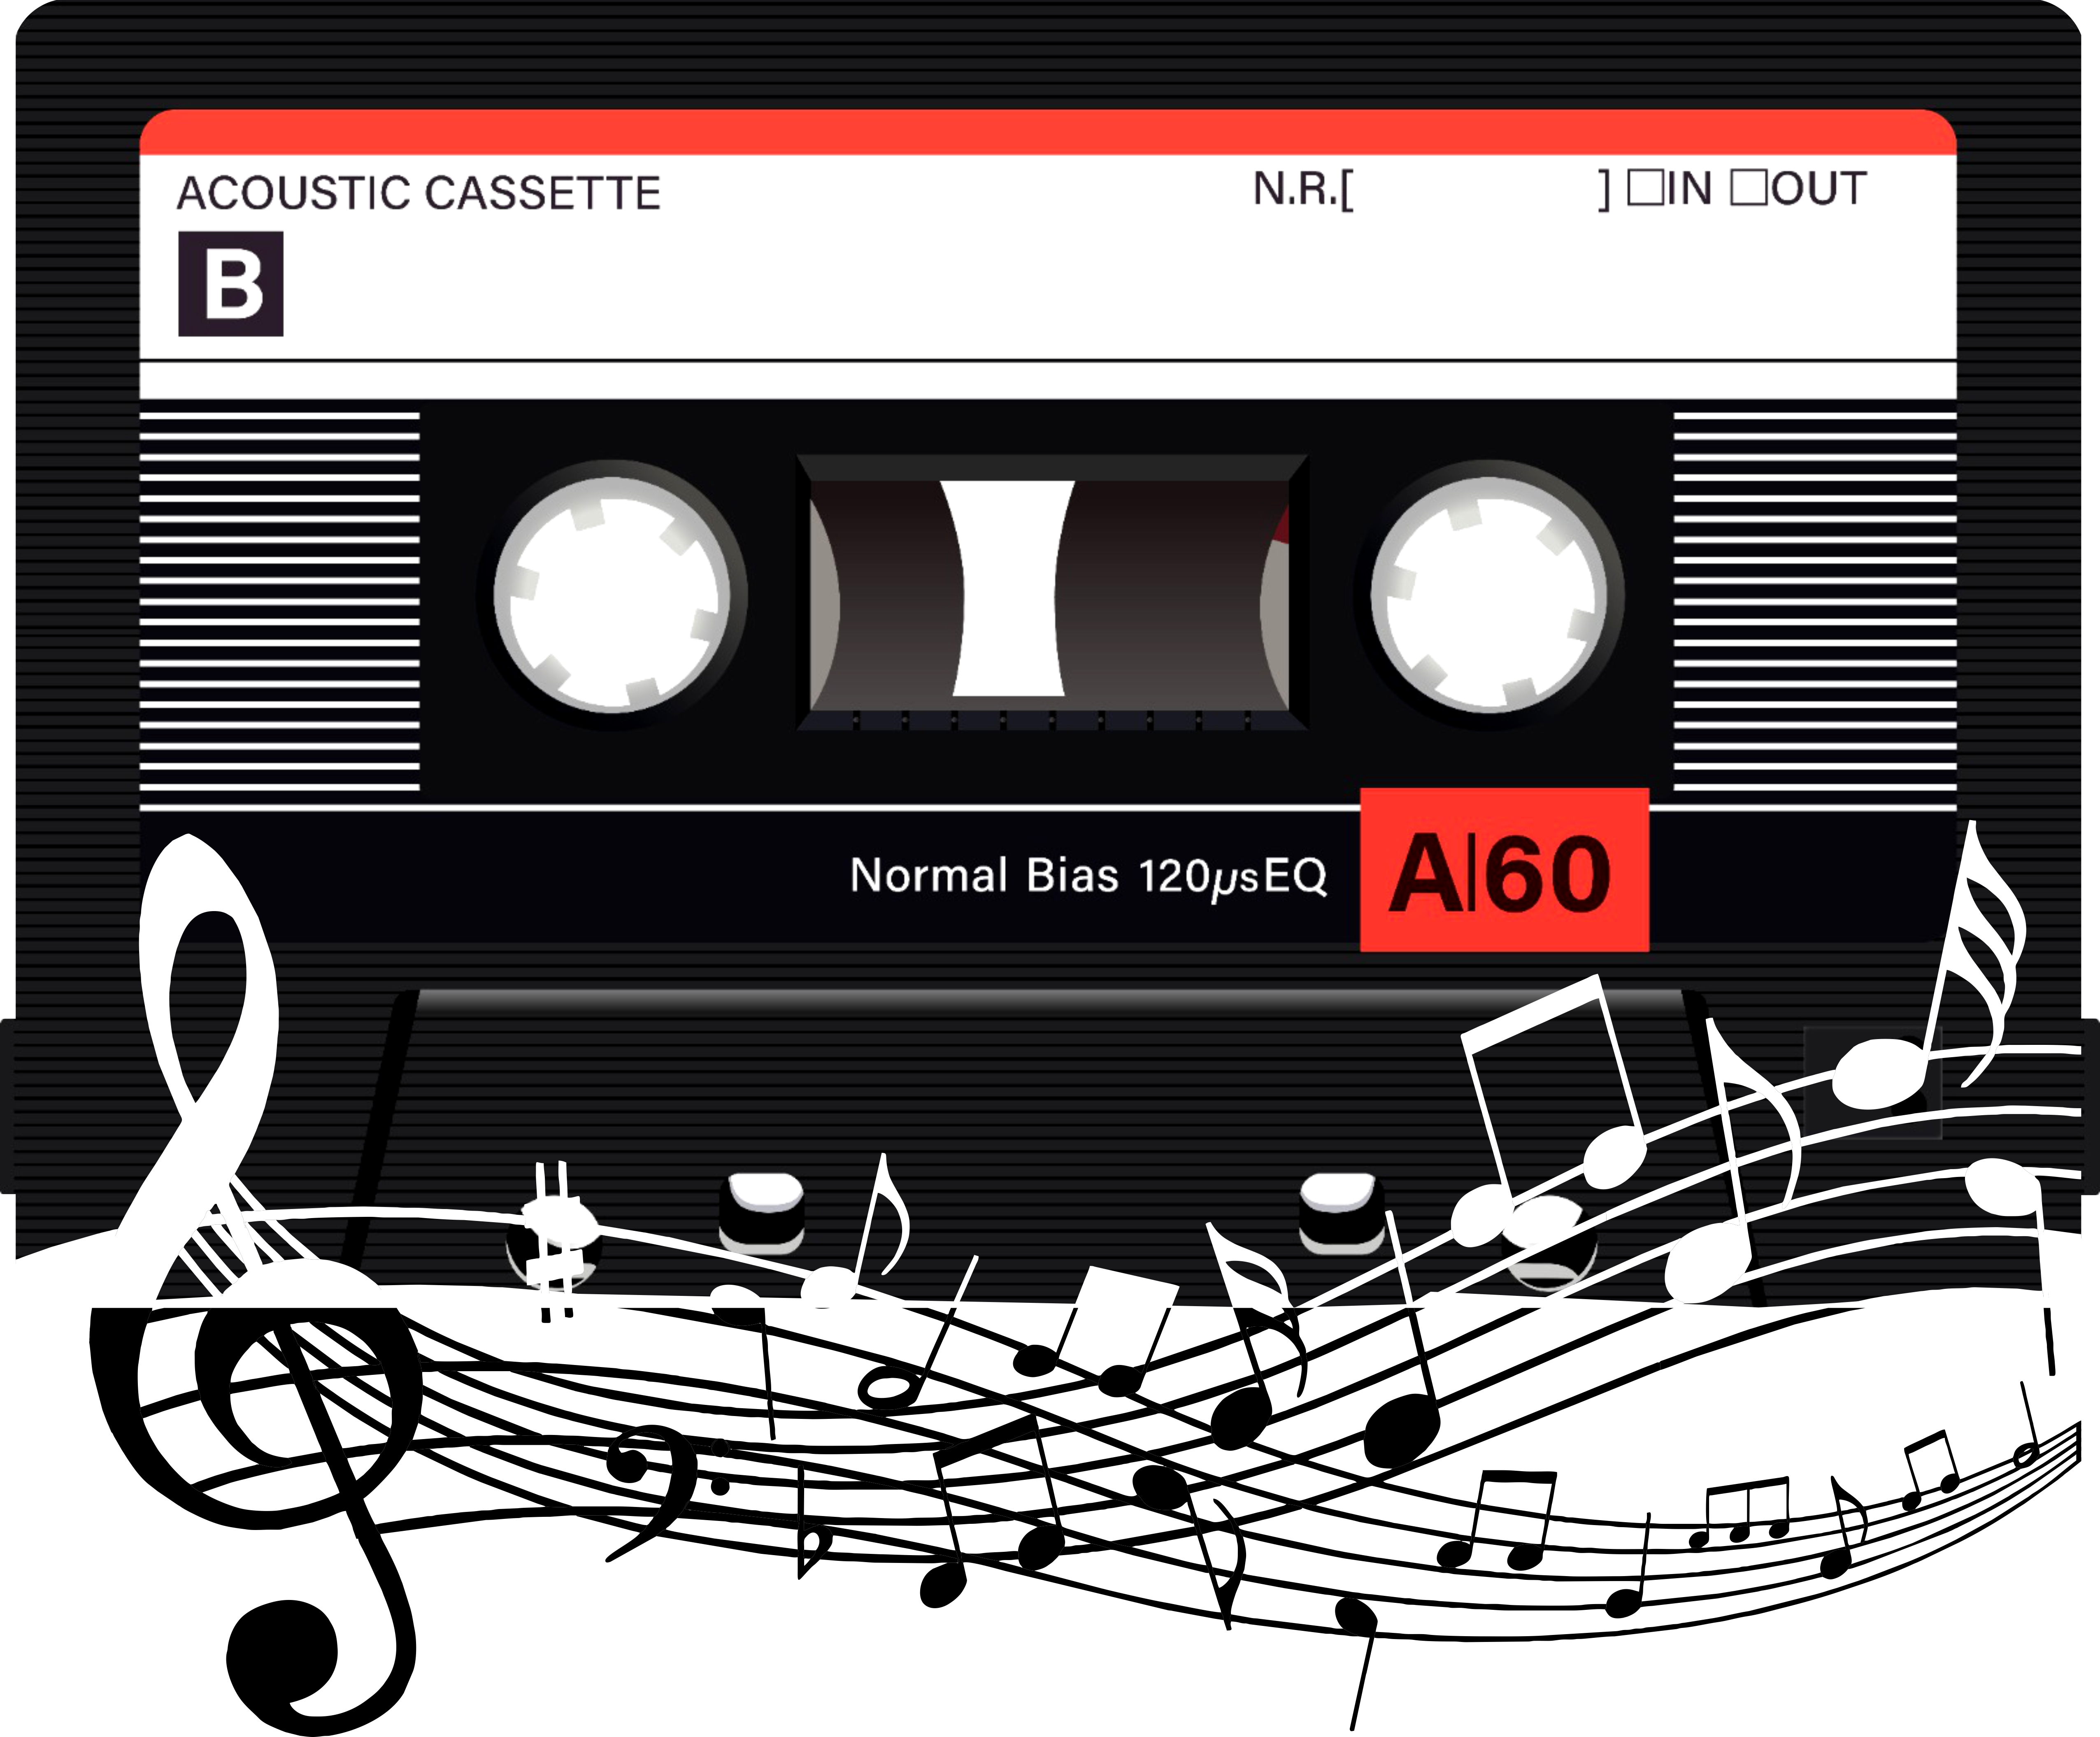 ACOUSTIC CASSETTE N.R.[ ] □IN □OUT
B
Normal Bias 120µsEQ A|60